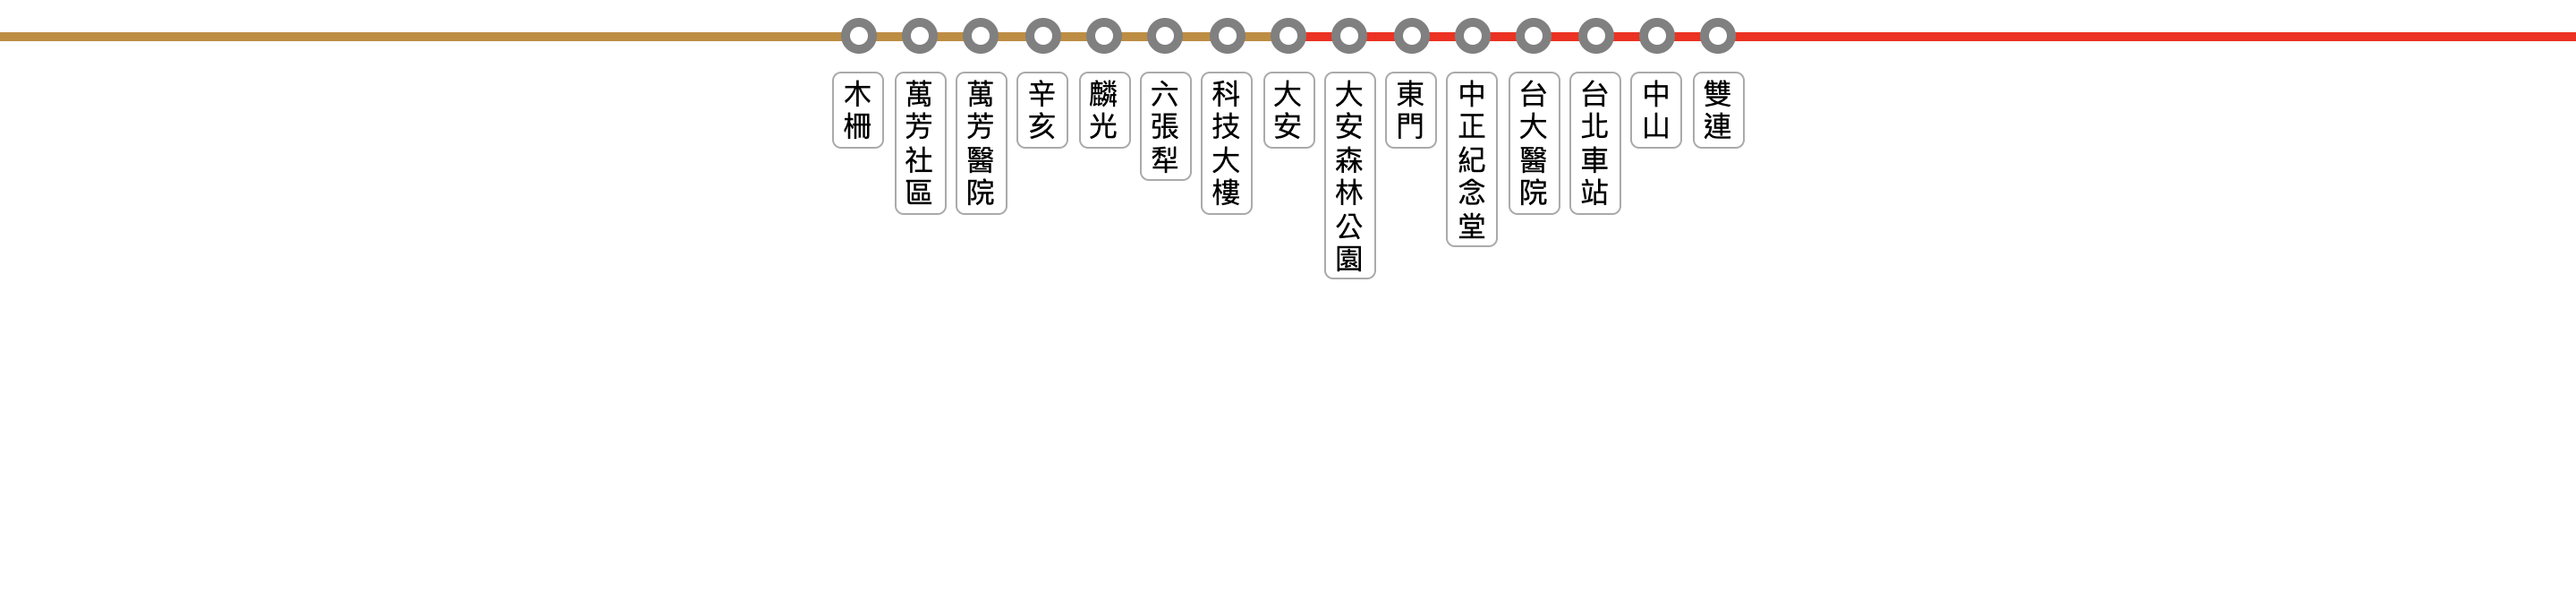 木柵
萬芳社區
萬芳醫院
辛亥
麟光
六張犁
科技大樓
大安
大安森林公園
東門
中正紀念堂
台大醫院
台北車站
中山
雙連